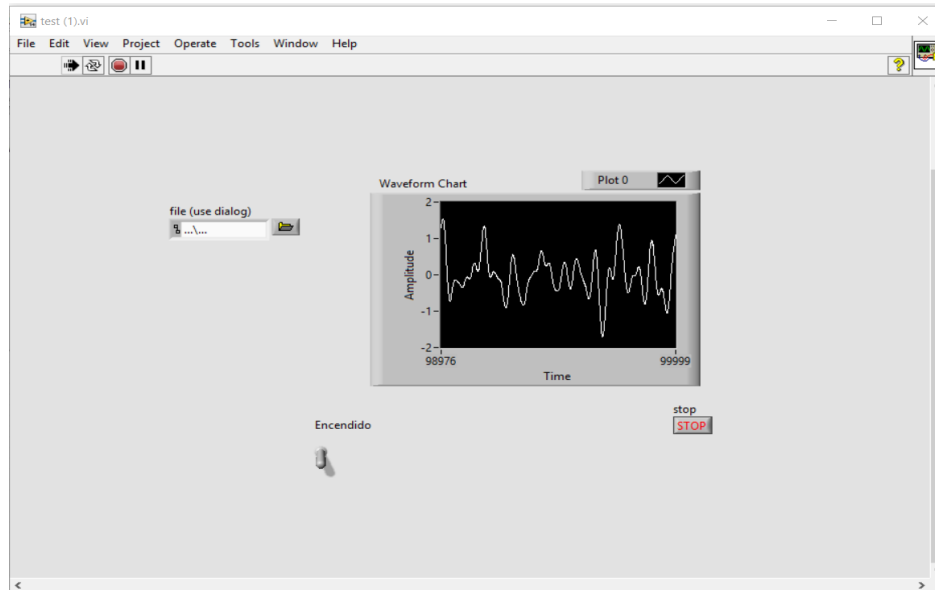 test (1).vi
File Edit View Project Operate Tools Window Help
Waveform Chart
Plot 0
file (use dialog)
...\...
Amplitude
2
1
0
-1
-2
98976
99999
Time
Encendido
stop
STOP